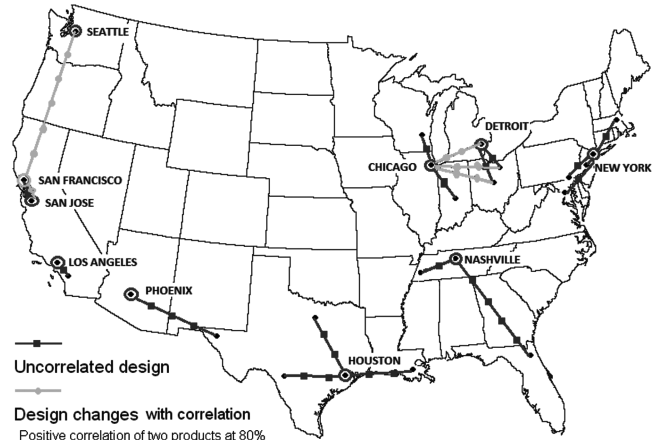 SEATTLE
DETROIT
CHICAGO
NEW YORK
SAN FRANCISCO
SAN JOSE
LOS ANGELES
NASHVILLE
PHOENIX
HOUSTON
Uncorrelated design
Design changes with correlation
Positive correlation of two products at 80%